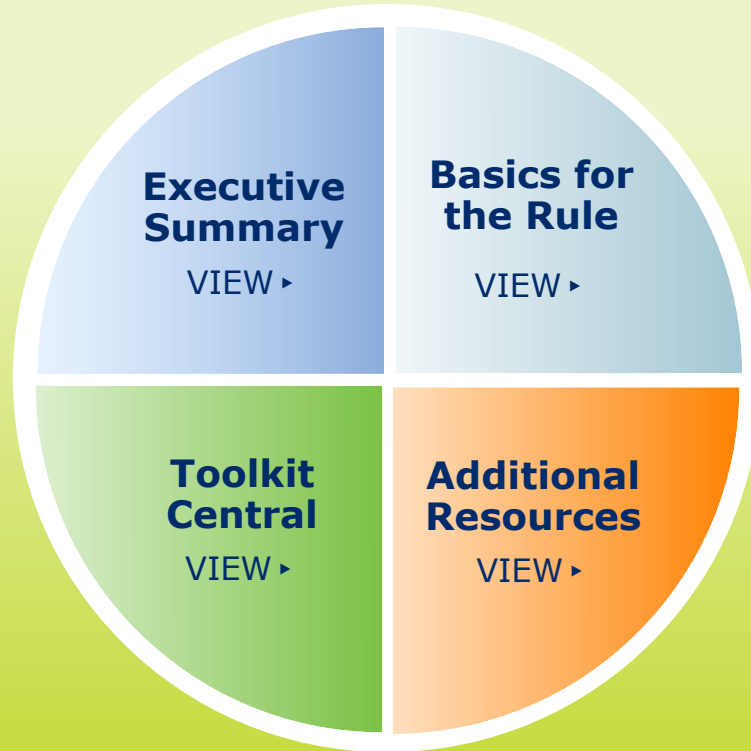 Executive
Summary
VIEW ▸
Basics for
the Rule
VIEW ▸
Toolkit
Central
VIEW ▸
Additional
Resources
VIEW ▸